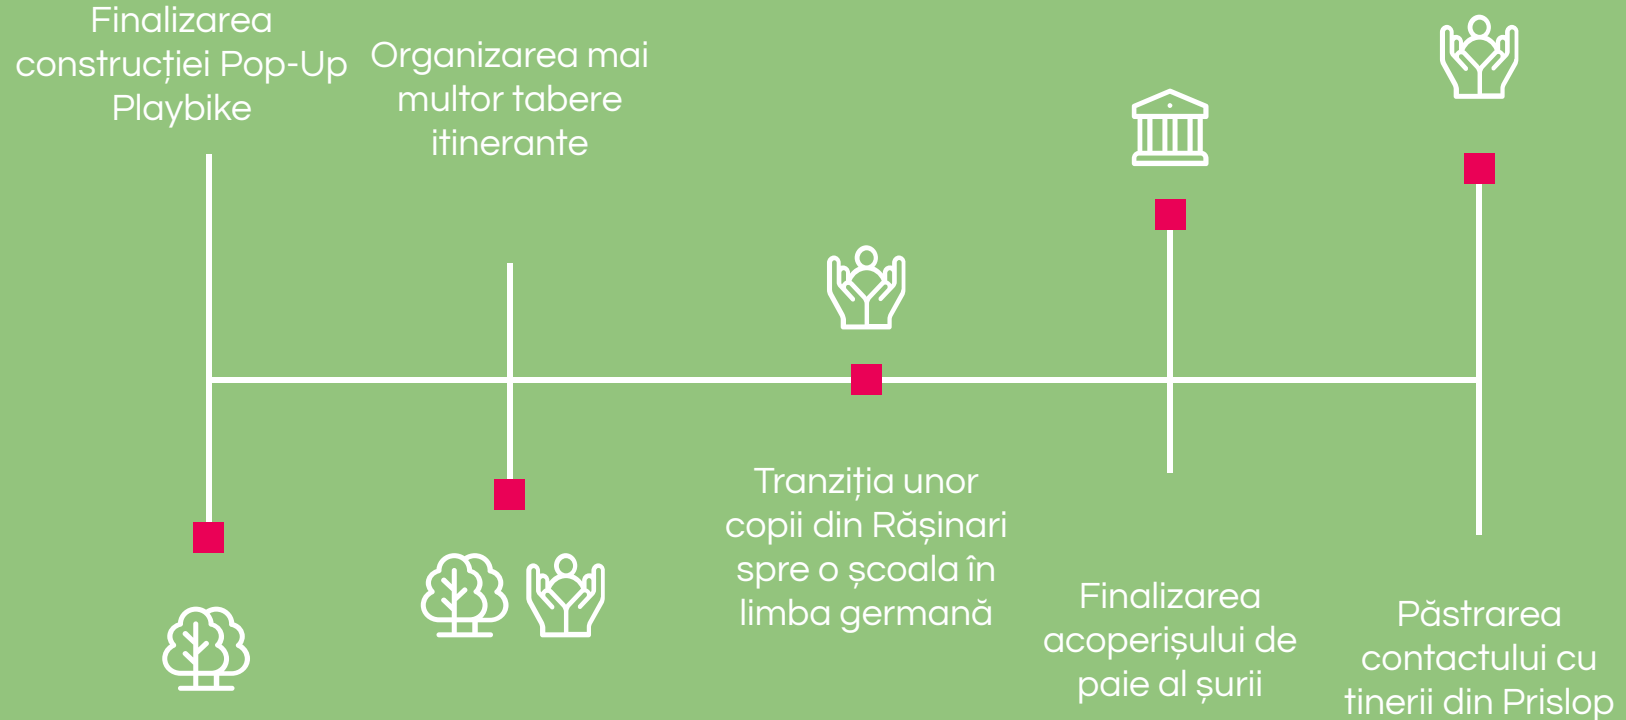 Finalizarea
construcției Pop-Up
Playbike
Organizarea mai
multor tabere
itinerante
Tranziția unor
copii din Rășinari
spre o școala în
limba germană
Finalizarea
acoperișului de
paie al șurii
Păstrarea
contactului cu
tinerii din Prislop